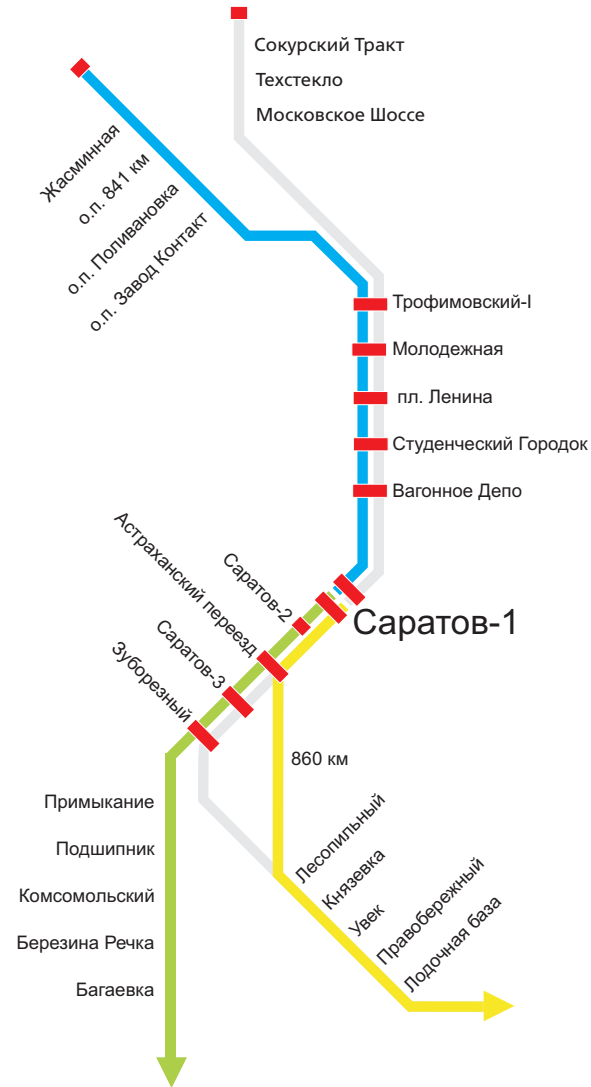 Сокурский Тракт
Техстекло
Московское Шоссе
Жасминная
о.п. 841 км
о.п. Поливановка
о.п. Завод Контакт
Трофимовский-I
Молодежная
пл. Ленина
Студенческий Городок
Вагонное Депо
Саратов-1
Саратов-2
Астраханский переезд
Саратов-3
Зуборезный
860 км
Примыкание
Подшипник
Комсомольский
Березина Речка
Багаевка
Лесопильный
Князевка
Увек
Правобережный
Лодочная база